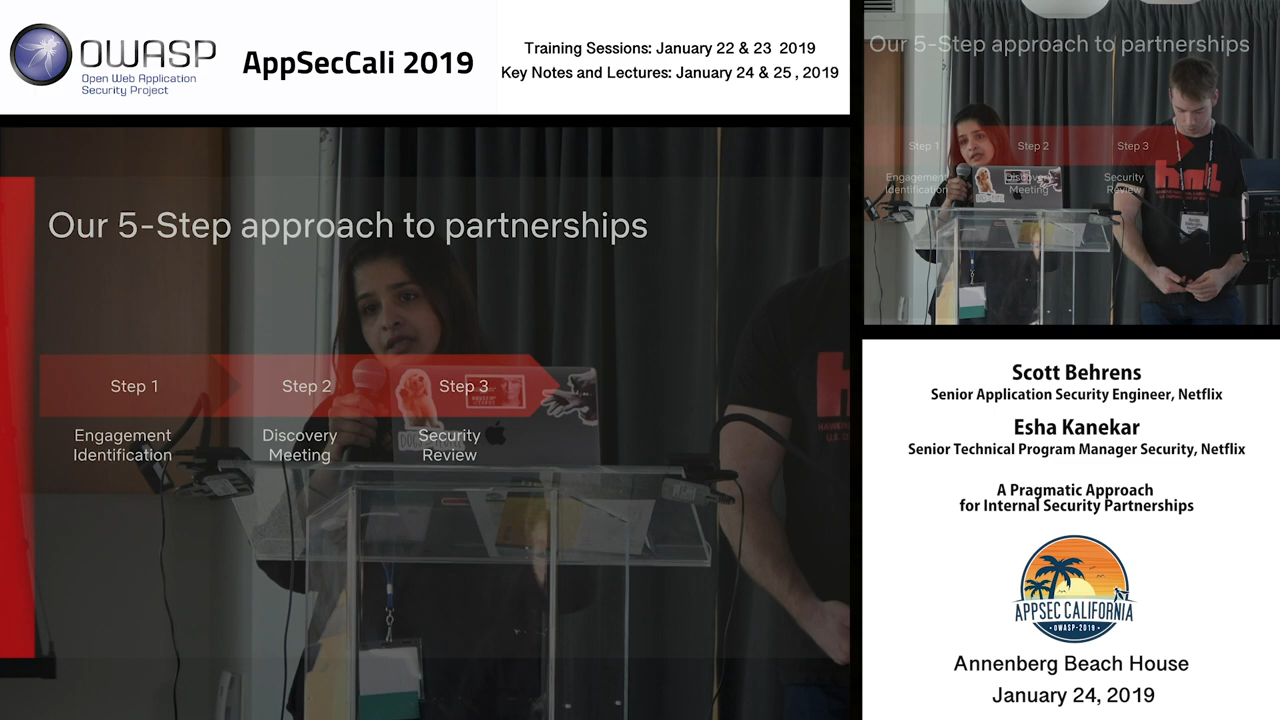 OWASP
Open Web Application
Security Project
AppSecCali 2019
Training Sessions: January 22 & 23 2019
Key Notes and Lectures: January 24 & 25 , 2019
Our 5-Step approach to partnerships
Step 1
Step 2
Step 3
Engagement
Identification
Discovery
Meeting
Security
Review
Our 5-Step approach to partnerships
Step 1
Step 2
Step 3
Engagement
Identification
Discovery
Meeting
Security
Review
Scott Behrens
Senior Application Security Engineer, Netflix
Esha Kanekar
Senior Technical Program Manager Security, Netflix
A Pragmatic Approach
for Internal Security Partnerships
APPSEC CALIFORNIA
• OWASP-2019 •
Annenberg Beach House
January 24, 2019